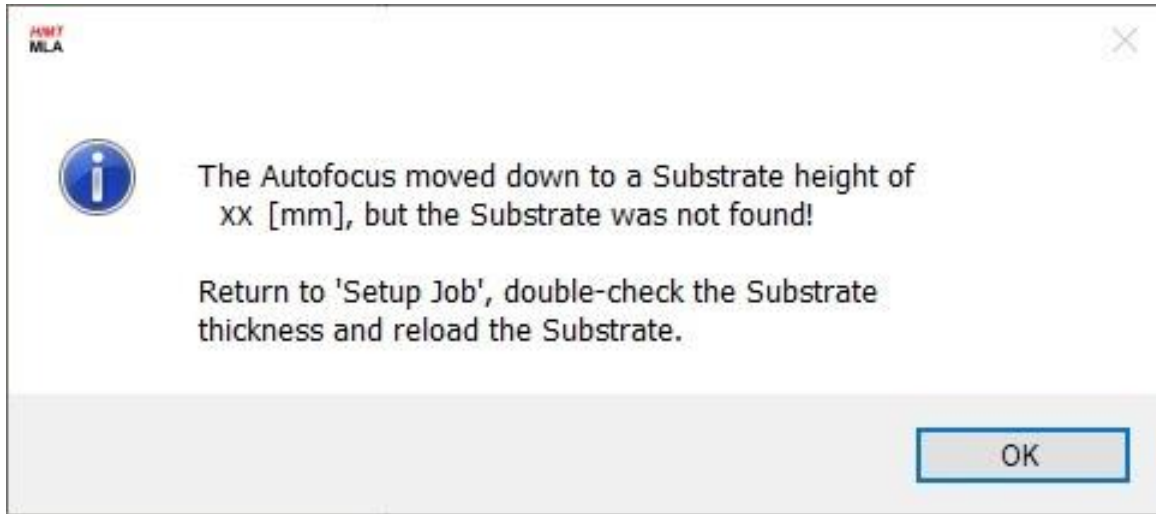 HIMT
MLA
The Autofocus moved down to a Substrate height of
XX [mm], but the Substrate was not found!
Return to 'Setup Job', double-check the Substrate
thickness and reload the Substrate.
OK